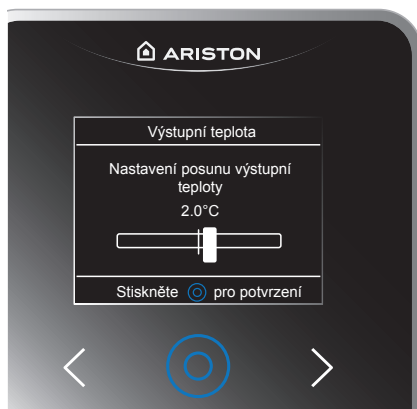 ARISTON
Výstupní teplota
Nastavení posunu výstupní
teploty
2.0°C
Stiskněte pro potvrzení